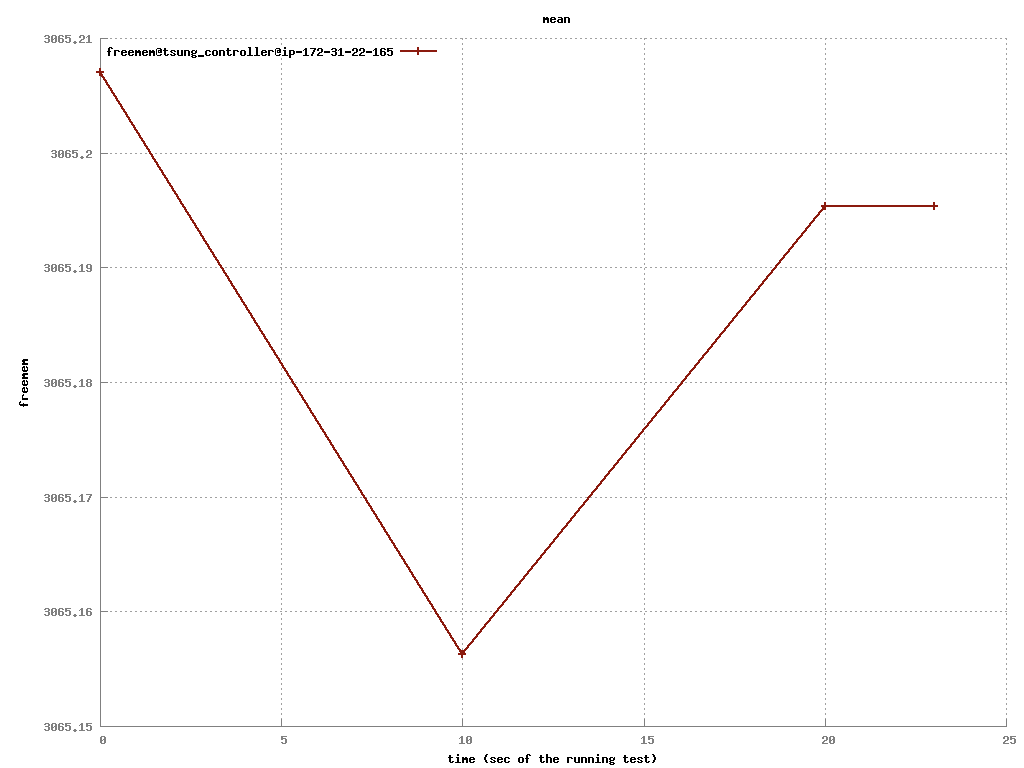 mean
freemem@tsung_controller@ip-172-31-22-165
3065.21
3065.2
3065.19
3065.18
3065.17
3065.16
3065.15
freemem
0 5 10 15 20 25
time (sec of the running test)